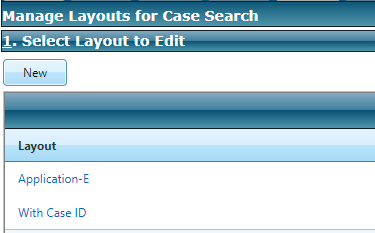 Manage Layouts for Case Search
1. Select Layout to Edit
New
Layout
Application-E
With Case ID